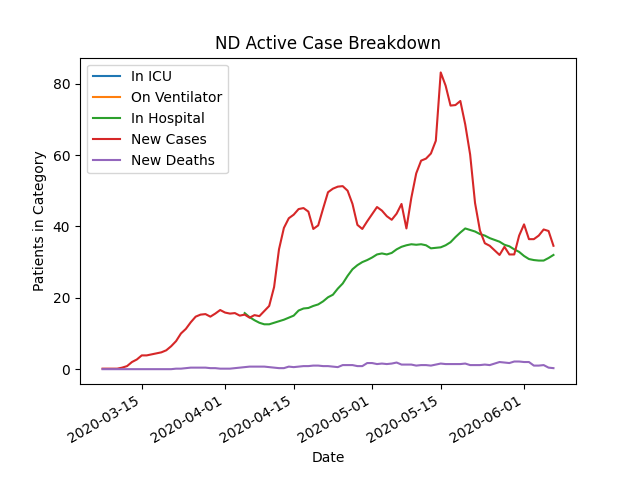 ND Active Case Breakdown
In ICU
On Ventilator
In Hospital
New Cases
New Deaths
Patients in Category
80
60
40
20
0
2020-03-15
2020-04-01
2020-04-15
2020-05-01
2020-05-15
2020-06-01
Date